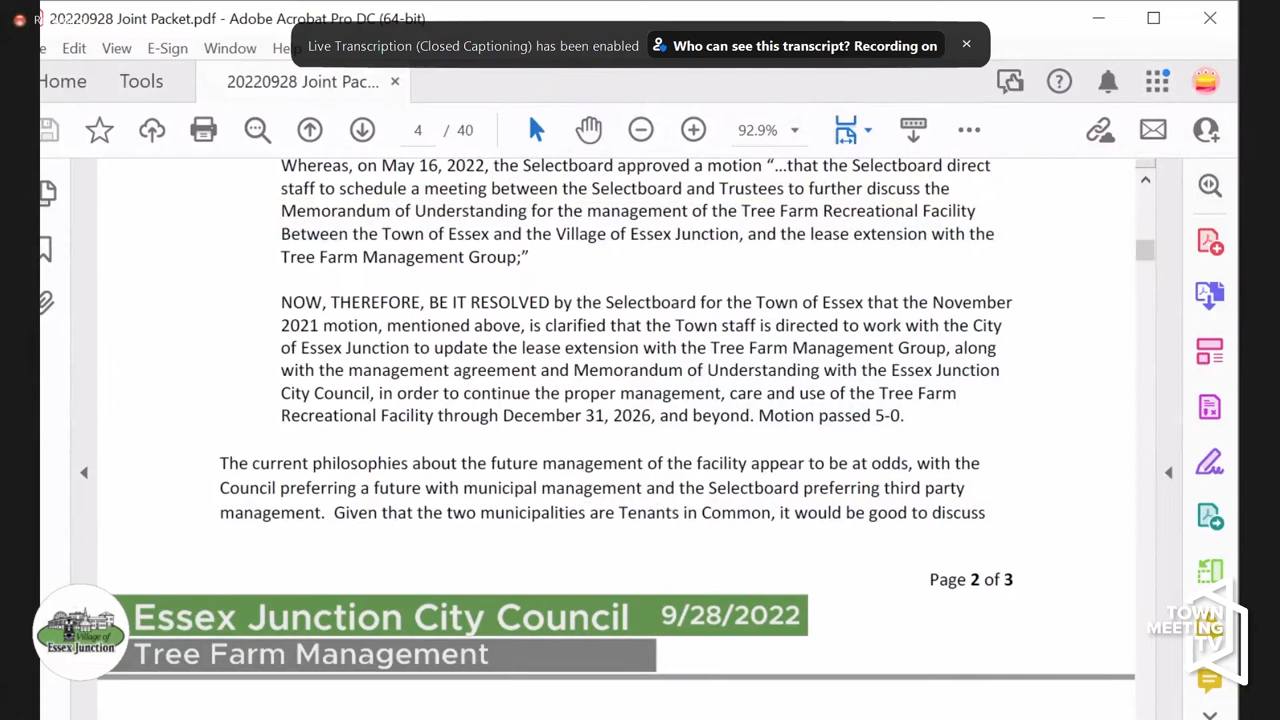 20220928 Joint Packet.pdf - Adobe Acrobat Pro DC (64-bit)
Live Transcription (Closed Captioning) has been enabled Who can see this transcript? Recording on
Edit View E-Sign Window
Home Tools 20220928 Joint Pac...
4 / 40 92.9%
Whereas, on May 16, 2022, the Selectboard approved a motion “…that the Selectboard direct
staff to schedule a meeting between the Selectboard and Trustees to further discuss the
Memorandum of Understanding for the management of the Tree Farm Recreational Facility
Between the Town of Essex and the Village of Essex Junction, and the lease extension with the
Tree Farm Management Group;”
NOW, THEREFORE, BE IT RESOLVED by the Selectboard for the Town of Essex that the November
2021 motion, mentioned above, is clarified that the Town staff is directed to work with the City
of Essex Junction to update the lease extension with the Tree Farm Management Group, along
with the management agreement and Memorandum of Understanding with the Essex Junction
City Council, in order to continue the proper management, care and use of the Tree Farm
Recreational Facility through December 31, 2026, and beyond. Motion passed 5-0.
The current philosophies about the future management of the facility appear to be at odds, with the
Council preferring a future with municipal management and the Selectboard preferring third party
management.  Given that the two municipalities are Tenants in Common, it would be good to discuss
Page 2 of 3
Essex Junction City Council 9/28/2022
Tree Farm Management
Village of
Essex Junction
TOWN
MEETING
TV